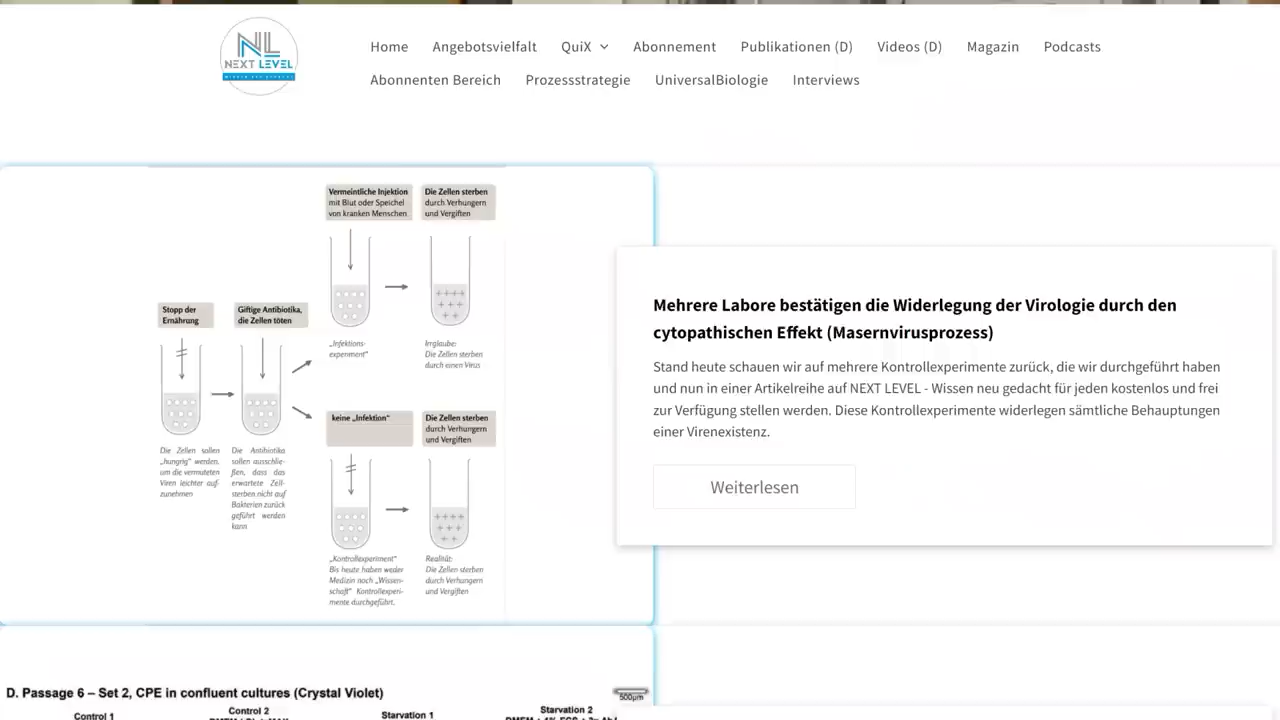 NL
NEXT LEVEL
Home Angebotsvielfalt QuiX Abonnement Publikationen (D) Videos (D) Magazin Podcasts
Abonnenten Bereich Prozessstrategie UniversalBiologie Interviews
Vermeintliche Injektion
mit Blut oder Speichel
von kranken Menschen
Die Zellen sterben
durch Verhungern
und Vergiften
Stopp der
Ernährung
Giftige Antibiotika,
die Zellen töten
„Infektions-
experiment“
Irrglaube:
Die Zellen sterben
durch einen Virus
keine „Infektion“
Die Zellen sterben
durch Verhungern
und Vergiften
Die Zellen sollen
„hungrig“ werden,
um die vermuteten
Viren leichter auf-
zunehmen
Die Antibiotika
sollen ausschlie-
ßen, dass das
erwartete Zell-
sterben nicht auf
Bakterien zurück
geführt werden
kann
„Kontrollexperiment“
Bis heute haben weder
Medizin noch „Wissen-
schaft“ Kontrollexperi-
mente durchgeführt.
Realität:
Die Zellen sterben
durch Verhungern
und Vergiften
Mehrere Labore bestätigen die Widerlegung der Virologie durch den
cytopathischen Effekt (Masernvirusprozess)
Stand heute schauen wir auf mehrere Kontrollexperimente zurück, die wir durchgeführt haben
und nun in einer Artikelreihe auf NEXT LEVEL - Wissen neu gedacht für jeden kostenlos und frei
zur Verfügung stellen werden. Diese Kontrollexperimente widerlegen sämtliche Behauptungen
einer Virenexistenz.
Weiterlesen
D. Passage 6 – Set 2, CPE in confluent cultures (Crystal Violet)
500µm
Control 1
Control 2
Starvation 1
Starvation 2